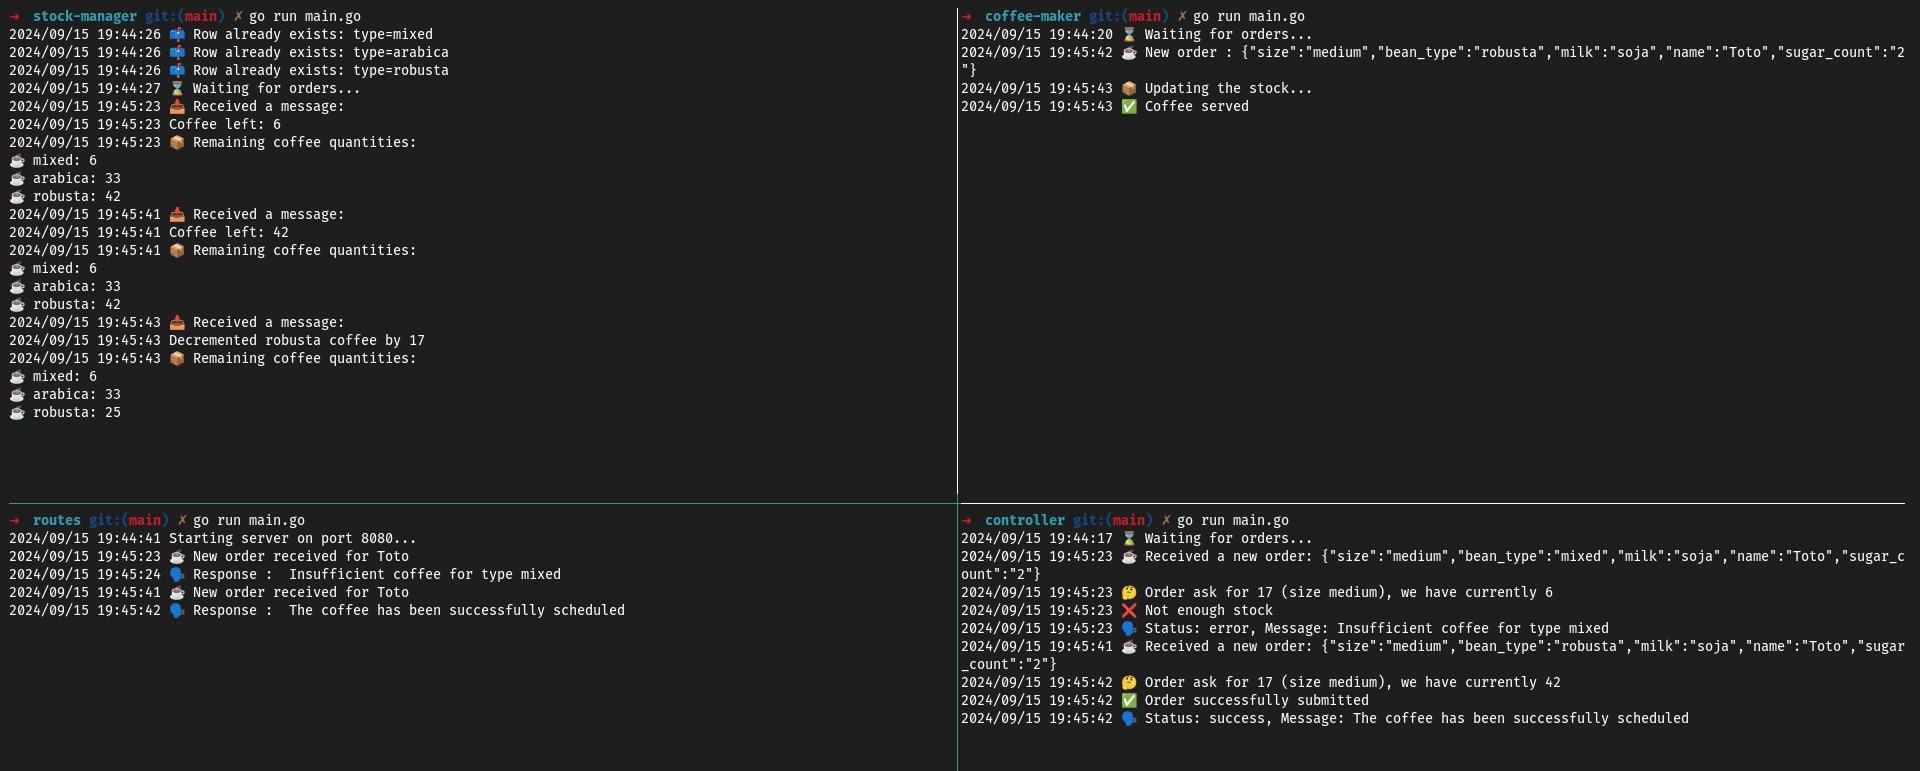 ➜  stock-manager git:(main) ✗ go run main.go
2024/09/15 19:44:26 📫 Row already exists: type=mixed
2024/09/15 19:44:26 📫 Row already exists: type=arabica
2024/09/15 19:44:26 📫 Row already exists: type=robusta
2024/09/15 19:44:27 ⌛ Waiting for orders...
2024/09/15 19:45:23 📥 Received a message:
2024/09/15 19:45:23 Coffee left: 6
2024/09/15 19:45:23 📦 Remaining coffee quantities:
☕ mixed: 6
☕ arabica: 33
☕ robusta: 42
2024/09/15 19:45:41 📥 Received a message:
2024/09/15 19:45:41 Coffee left: 42
2024/09/15 19:45:41 📦 Remaining coffee quantities:
☕ mixed: 6
☕ arabica: 33
☕ robusta: 42
2024/09/15 19:45:43 📥 Received a message:
2024/09/15 19:45:43 Decremented robusta coffee by 17
2024/09/15 19:45:43 📦 Remaining coffee quantities:
☕ mixed: 6
☕ arabica: 33
☕ robusta: 25
➜  coffee-maker git:(main) ✗ go run main.go
2024/09/15 19:44:20 ⌛ Waiting for orders...
2024/09/15 19:45:42 ☕ New order : {"size":"medium","bean_type":"robusta","milk":"soja","name":"Toto","sugar_count":"2
"}
2024/09/15 19:45:43 📦 Updating the stock...
2024/09/15 19:45:43 ✅ Coffee served
➜  routes git:(main) ✗ go run main.go
2024/09/15 19:44:41 Starting server on port 8080...
2024/09/15 19:45:23 ☕ New order received for Toto
2024/09/15 19:45:24 🗣️ Response :  Insufficient coffee for type mixed
2024/09/15 19:45:41 ☕ New order received for Toto
2024/09/15 19:45:42 🗣️ Response :  The coffee has been successfully scheduled
➜  controller git:(main) ✗ go run main.go
2024/09/15 19:44:17 ⌛ Waiting for orders...
2024/09/15 19:45:23 ☕ Received a new order: {"size":"medium","bean_type":"mixed","milk":"soja","name":"Toto","sugar_c
ount":"2"}
2024/09/15 19:45:23 🤔 Order ask for 17 (size medium), we have currently 6
2024/09/15 19:45:23 ❌ Not enough stock
2024/09/15 19:45:23 🗣️ Status: error, Message: Insufficient coffee for type mixed
2024/09/15 19:45:41 ☕ Received a new order: {"size":"medium","bean_type":"robusta","milk":"soja","name":"Toto","sugar
_count":"2"}
2024/09/15 19:45:42 🤔 Order ask for 17 (size medium), we have currently 42
2024/09/15 19:45:42 ✅ Order successfully submitted
2024/09/15 19:45:42 🗣️ Status: success, Message: The coffee has been successfully scheduled